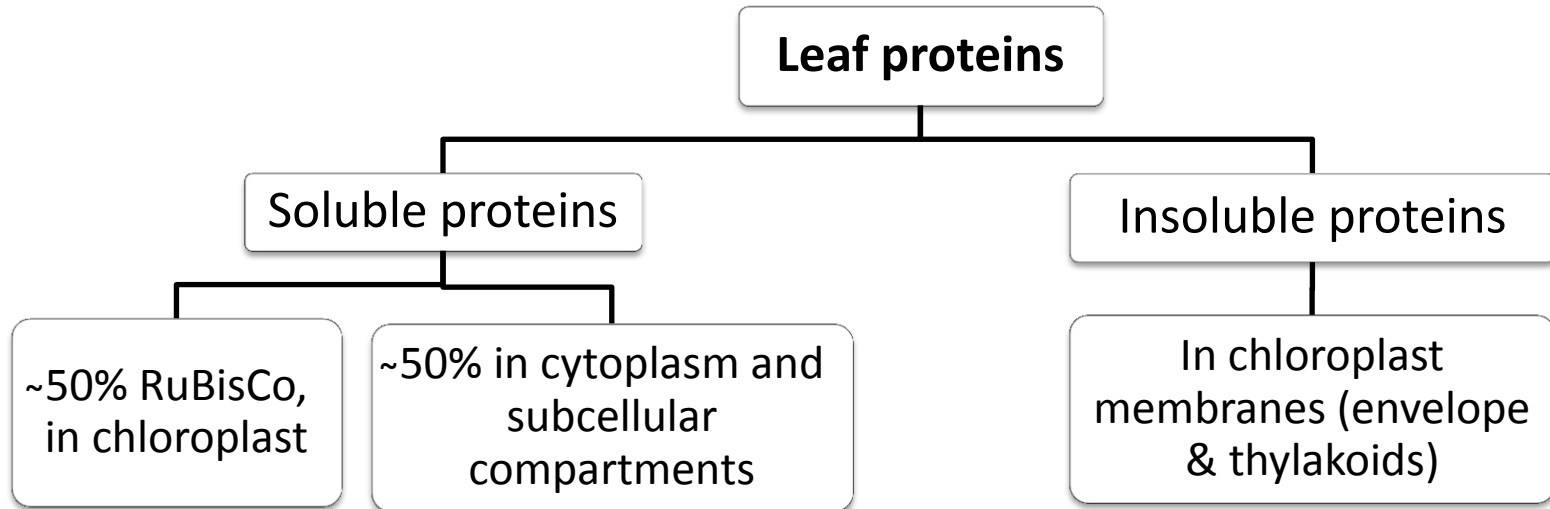 Leaf proteins
Soluble proteins
Insoluble proteins
~50% RuBisCo,
in chloroplast
~50% in cytoplasm and
subcellular
compartments
In chloroplast
membranes (envelope
& thylakoids)